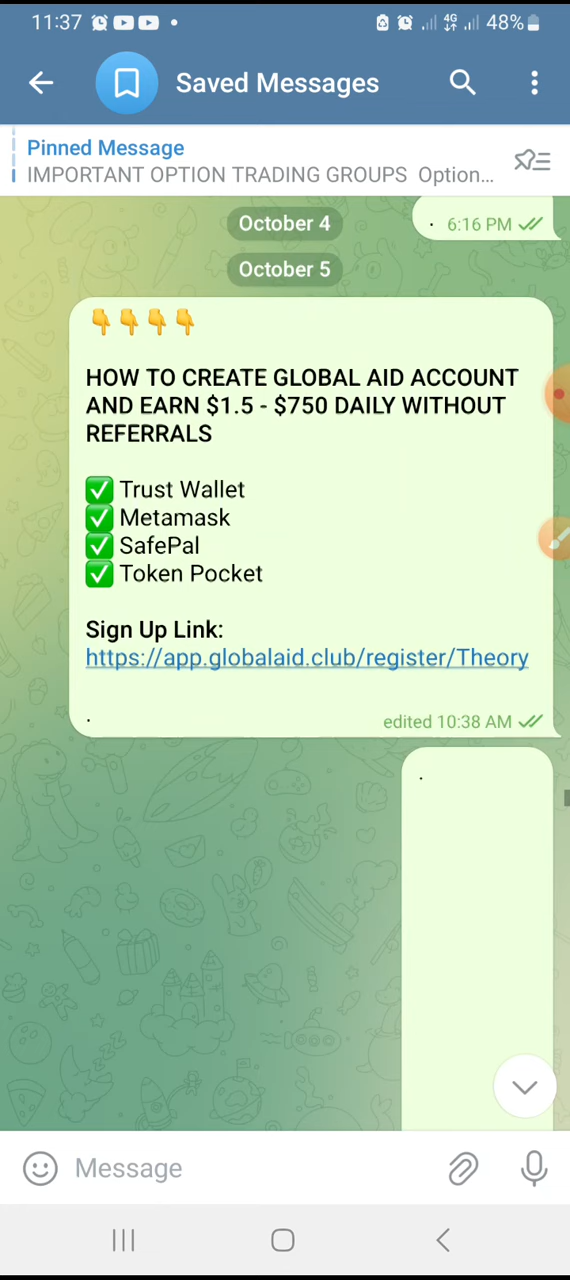 11:37 4G 48%
Saved Messages
Pinned Message
IMPORTANT OPTION TRADING GROUPS Option...
. 6:16 PM
October 4
October 5
👇👇👇👇
HOW TO CREATE GLOBAL AID ACCOUNT
AND EARN $1.5 - $750 DAILY WITHOUT
REFERRALS
✅ Trust Wallet
✅ Metamask
✅ SafePal
✅ Token Pocket
Sign Up Link:
https://app.globalaid.club/register/Theory
.
edited 10:38 AM
.
Message